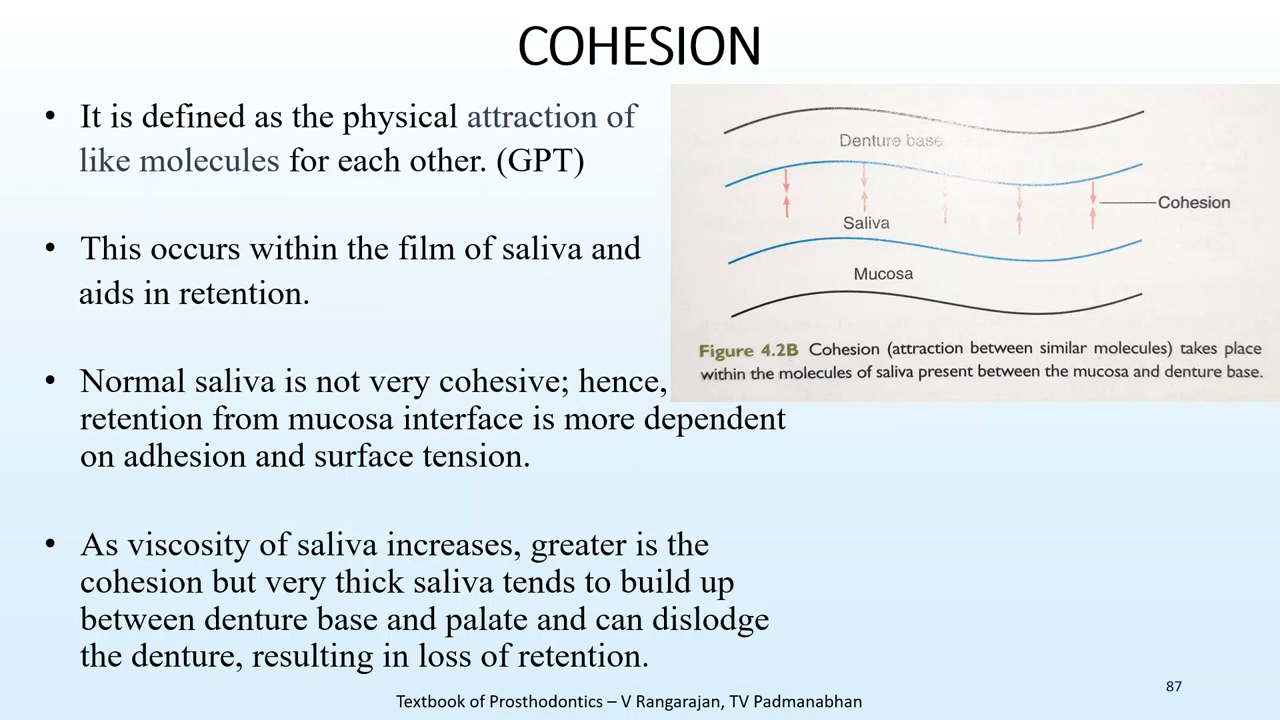 COHESION
• It is defined as the physical attraction of
like molecules for each other. (GPT)
• This occurs within the film of saliva and
aids in retention.
• Normal saliva is not very cohesive; hence,
retention from mucosa interface is more dependent
on adhesion and surface tension.
• As viscosity of saliva increases, greater is the
cohesion but very thick saliva tends to build up
between denture base and palate and can dislodge
the denture, resulting in loss of retention.
Denture base
Cohesion
Saliva
Mucosa
Figure 4.2B Cohesion (attraction between similar molecules) takes place
within the molecules of saliva present between the mucosa and denture base.
Textbook of Prosthodontics – V Rangarajan, TV Padmanabhan
87